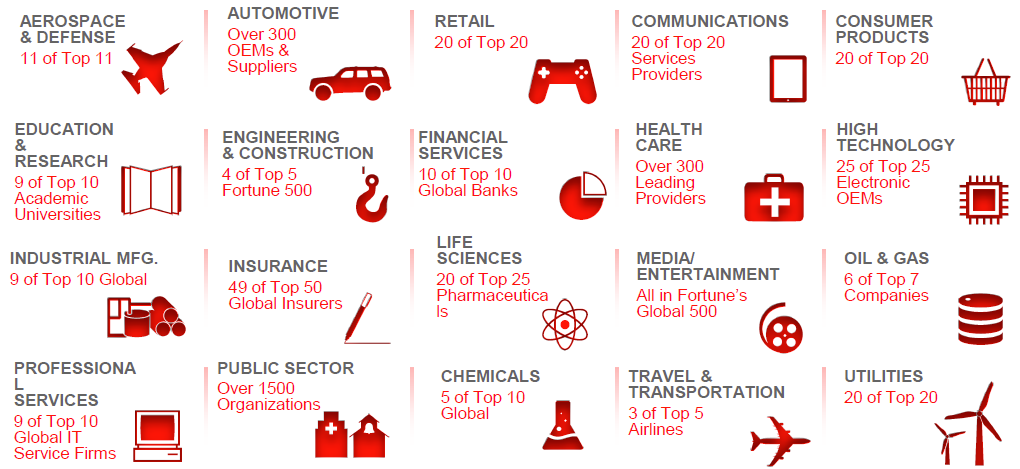 AEROSPACE
& DEFENSE
11 of Top 11
AUTOMOTIVE
Over 300
OEMs &
Suppliers
RETAIL
20 of Top 20
COMMUNICATIONS
20 of Top 20
Services
Providers
CONSUMER
PRODUCTS
20 of Top 20
EDUCATION
&
RESEARCH
9 of Top 10
Academic
Universities
ENGINEERING
& CONSTRUCTION
4 of Top 5
Fortune 500
FINANCIAL
SERVICES
10 of Top 10
Global Banks
HEALTH
CARE
Over 300
Leading
Providers
HIGH
TECHNOLOGY
25 of Top 25
Electronic
OEMs
INDUSTRIAL MFG.
9 of Top 10 Global
INSURANCE
49 of Top 50
Global Insurers
LIFE
SCIENCES
20 of Top 25
Pharmaceutica
ls
MEDIA/
ENTERTAINMENT
All in Fortune’s
Global 500
OIL & GAS
6 of Top 7
Companies
PROFESSIONA
L
SERVICES
9 of Top 10
Global IT
Service Firms
PUBLIC SECTOR
Over 1500
Organizations
CHEMICALS
5 of Top 10
Global
TRAVEL &
TRANSPORTATION
3 of Top 5
Airlines
UTILITIES
20 of Top 20